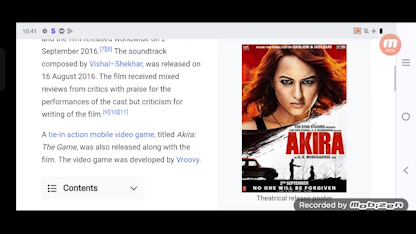 10:41
and the film released worldwide on 2
September 2016.[7][8] The soundtrack
composed by Vishal–Shekhar, was released on
16 August 2016. The film received mixed
reviews from critics with praise for the
performances of the cast but criticism for
writing of the film.[9][10][11]
A tie-in action mobile video game, titled Akira:
The Game, was also released along with the
film. The video game was developed by Vroovy.
Contents
AKIRA
A. R. MURUGADOSS
2ND SEPTEMBER
NO ONE WILL BE FORGIVEN
Theatrical release poster
Recorded by Mobizen